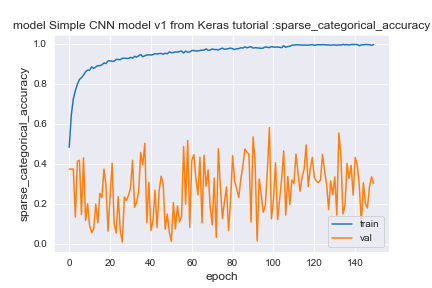 model Simple CNN model v1 from Keras tutorial :sparse_categorical_accuracy
1.0
0.8
0.6
0.4
0.2
0.0
sparse_categorical_accuracy
0
20
40
60
80
100
120
140
epoch
train
val